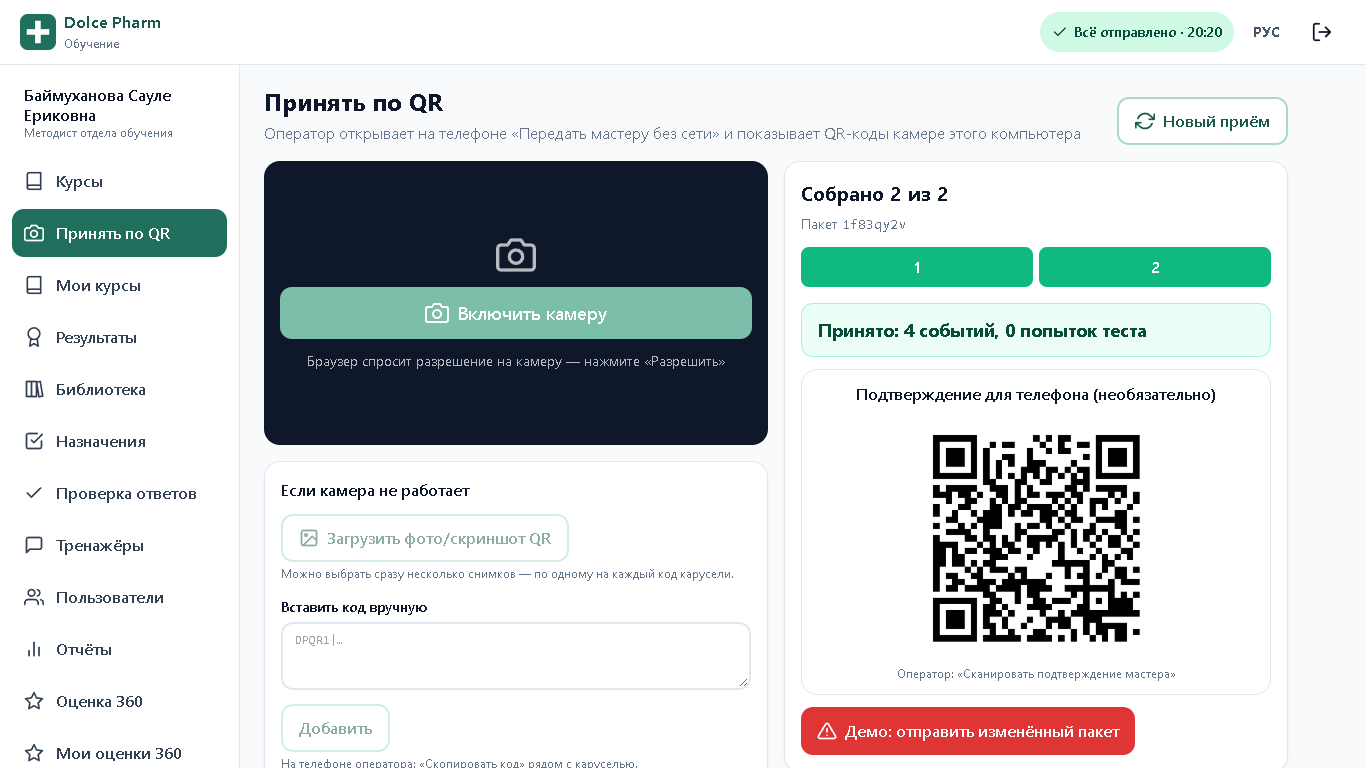 Dolce Pharm
Обучение
Всё отправлено · 20:20
РУС
Баймуханова Сауле
Ериковна
Методист отдела обучения
Курсы
Принять по QR
Мои курсы
Результаты
Библиотека
Назначения
Проверка ответов
Тренажёры
Пользователи
Отчёты
Оценка 360
Мои оценки 360
Принять по QR
Оператор открывает на телефоне «Передать мастеру без сети» и показывает QR-коды камере этого компьютера
Новый приём
Включить камеру
Браузер спросит разрешение на камеру — нажмите «Разрешить»
Если камера не работает
Загрузить фото/скриншот QR
Можно выбрать сразу несколько снимков — по одному на каждый код карусели.
Вставить код вручную
DPQR1|…
Добавить
На телефоне оператора: «Скопировать код» рядом с каруселью.
Собрано 2 из 2
Пакет 1f83qy2v
1
2
Принято: 4 событий, 0 попыток теста
Подтверждение для телефона (необязательно)
Оператор: «Сканировать подтверждение мастера»
Демо: отправить изменённый пакет